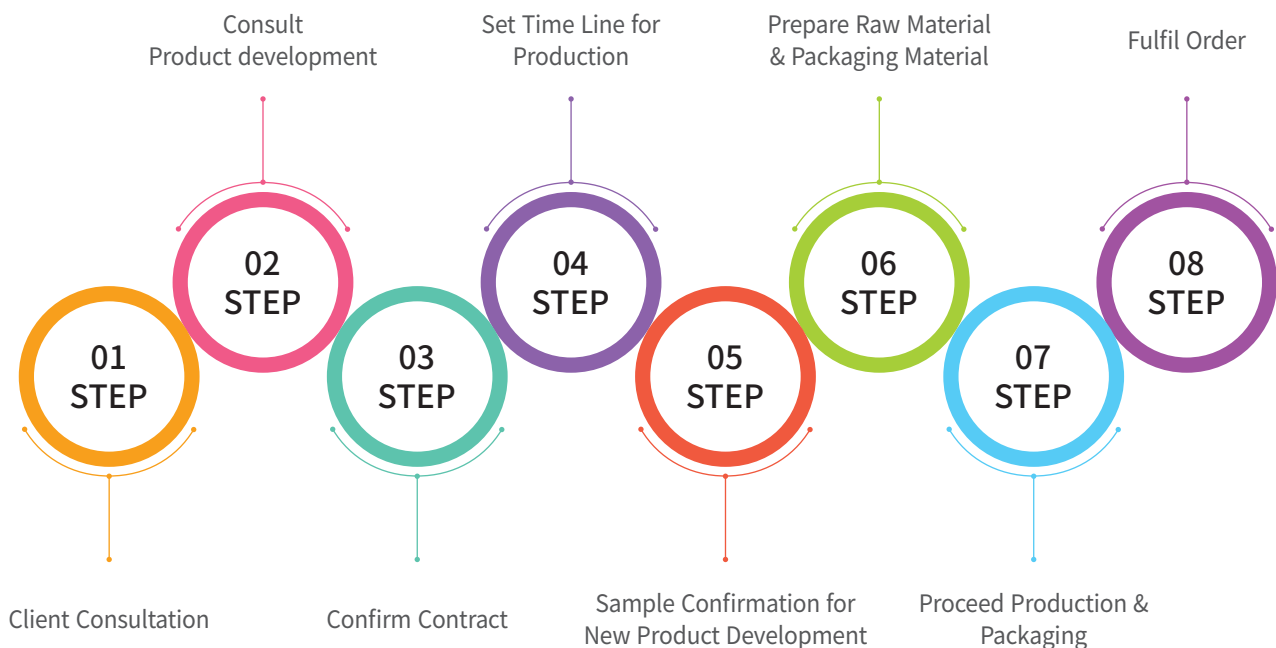 Consult
Product development
Set Time Line for
Production
Prepare Raw Material
& Packaging Material
Fulfil Order
02
STEP
04
STEP
06
STEP
08
STEP
01
STEP
03
STEP
05
STEP
07
STEP
Client Consultation
Confirm Contract
Sample Confirmation for
New Product Development
Proceed Production &
Packaging